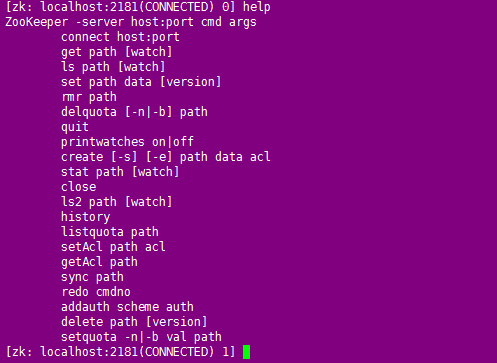 [zk: localhost:2181(CONNECTED) 0] help
ZooKeeper -server host:port cmd args
connect host:port
get path [watch]
ls path [watch]
set path data [version]
rmr path
delquota [-n|-b] path
quit
printwatches on|off
create [-s] [-e] path data acl
stat path [watch]
close
ls2 path [watch]
history
listquota path
setAcl path acl
getAcl path
sync path
redo cmdno
addauth scheme auth
delete path [version]
setquota -n|-b val path
[zk: localhost:2181(CONNECTED) 1]